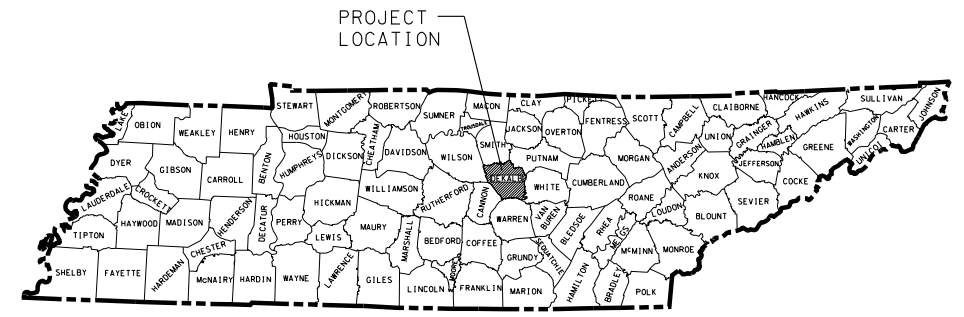 PROJECT
LOCATION
STEWART
MONTGOMERY
ROBERTSON
SUMNER
MACON
CLAY
PICKETT
CLAIBORNE
HANCOCK
HAWKINS
SULLIVAN
JOHNSON
LAKE
OBION
WEAKLEY
HENRY
HOUSTON
CHEATHAM
TROUSDALE
SMITH
JACKSON
OVERTON
FENTRESS
SCOTT
CAMPBELL
UNION
GRAINGER
HAMBLEN
GREENE
WASHINGTON
CARTER
UNICOI
DYER
GIBSON
CARROLL
BENTON
HUMPHREYS
DICKSON
DAVIDSON
WILSON
DEKALB
PUTNAM
MORGAN
ANDERSON
KNOX
JEFFERSON
COCKE
LAUDERDALE
CROCKETT
HICKMAN
WILLIAMSON
RUTHERFORD
CANNON
WHITE
CUMBERLAND
ROANE
LOUDON
BLOUNT
SEVIER
TIPTON
HAYWOOD
MADISON
HENDERSON
DECATUR
PERRY
LEWIS
MAURY
MARSHALL
BEDFORD
COFFEE
WARREN
VAN
BUREN
BLEDSOE
RHEA
MEIGS
McMINN
MONROE
SHELBY
FAYETTE
HARDEMAN
CHESTER
McNAIRY
HARDIN
WAYNE
LAWRENCE
GILES
LINCOLN
MOORE
FRANKLIN
GRUNDY
SEQUATCHIE
MARION
HAMILTON
BRADLEY
POLK